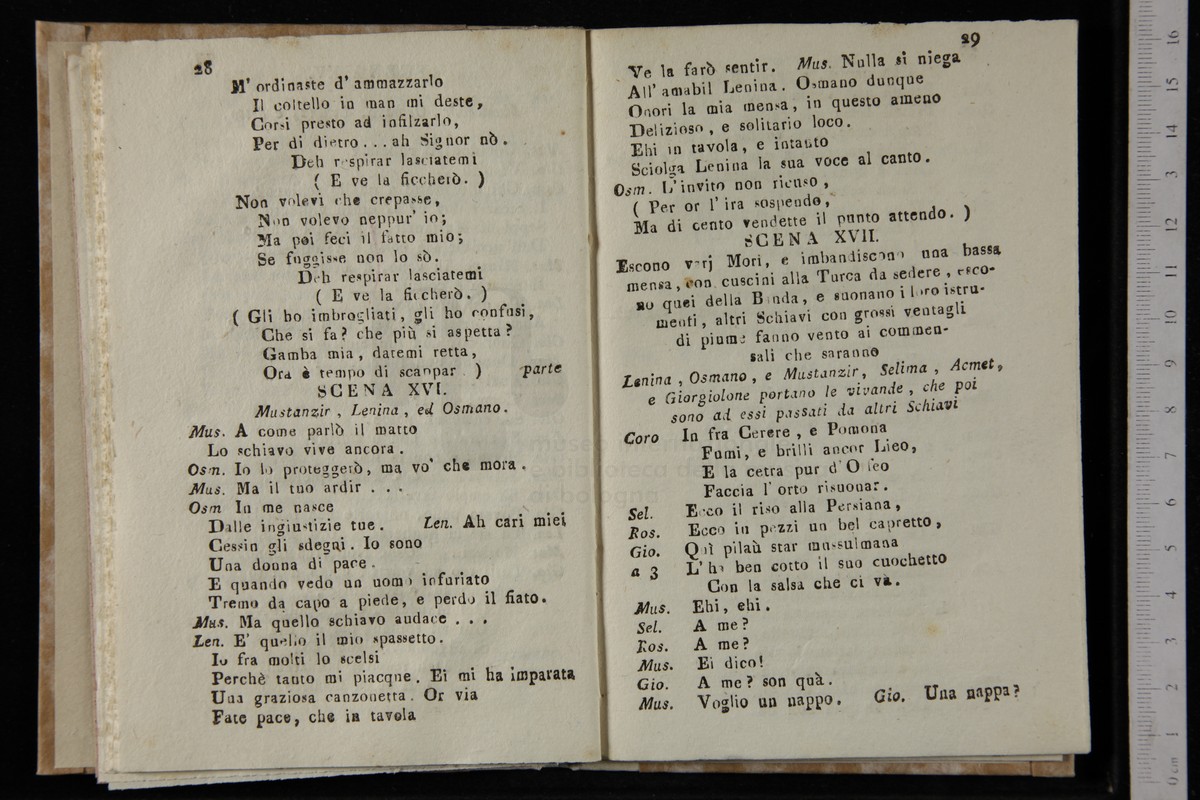 28
M' ordinaste d' ammazzarlo
Il coltello in man mi deste,
Corsi presto ad infilzarlo,
Per di dietro... ah Signor nò.
Deh respirar lasciatemi
( E ve la ficcherò. )
Non volevi che crepasse,
Non volevo neppur' io;
Ma poi feci il fatto mio;
Se fuggisse non lo sò.
Deh respirar lasciatemi
( E ve la ficcherò. )
( Gli ho imbrogliati, gli ho confusi,
Che si fa? che più si aspetta?
Gamba mia, datemi retta,
Ora è tempo di scappar. ) parte
SCENA XVI.
Mustanzir, Lenina, ed Osmano.
Mus. A come parlò il matto
Lo schiavo vive ancora.
Osm. Io lo proteggerò, ma vo' che mora.
Mus. Ma il tuo ardir . . .
Osm In me nasce
Dalle ingiustizie tue. Len. Ah cari miei
Cessin gli sdegni. Io sono
Una donna di pace.
E quando vedo un uomo infuriato
Tremo da capo a piede, e perdo il fiato.
Mus. Ma quello schiavo audace . . .
Len. E' quello il mio spassetto.
Io fra molti lo scelsi
Perchè tanto mi piacque. Ei mi ha imparata
Una graziosa canzonetta. Or via
Fate pace, che in tavola
29
Ve la farò sentir. Mus. Nulla si niega
All' amabil Lenina. Osmano dunque
Onori la mia mensa, in questo ameno
Delizioso, e solitario loco.
Ehi in tavola, e intanto
Sciolga Lenina la sua voce al canto.
Osm. L' invito non ricuso,
( Per or l' ira sospendo,
Ma di cento vendette il punto attendo. )
SCENA XVII.
Escono varj Mori, e imbandiscono una bassa
mensa, con cuscini alla Turca da sedere, esco-
no quei della Banda, e suonano i loro istru-
menti, altri Schiavi con grossi ventagli
di piume fanno vento ai commen-
sali che saranno
Lenina, Osmano, e Mustanzir, Selima, Acmet,
e Giorgiolone portano le vivande, che poi
sono ad essi passati da altri Schiavi
Coro In fra Cerere, e Pomona
Fumi, e brilli ancor Lieo,
E la cetra pur d' Orfeo
Faccia l' orto risuonar.
Sel. Ecco il riso alla Persiana,
Ros. Ecco in pezzi un bel capretto,
Gio. Quì pilaù star mussulmana
a 3 L' ha ben cotto il suo cuochetto
Con la salsa che ci và.
Mus. Ehi, ehi.
Sel. A me?
Ros. A me?
Mus. Ei dico!
Gio. A me? son quà.
Mus. Voglio un nappo. Gio. Una nappa?